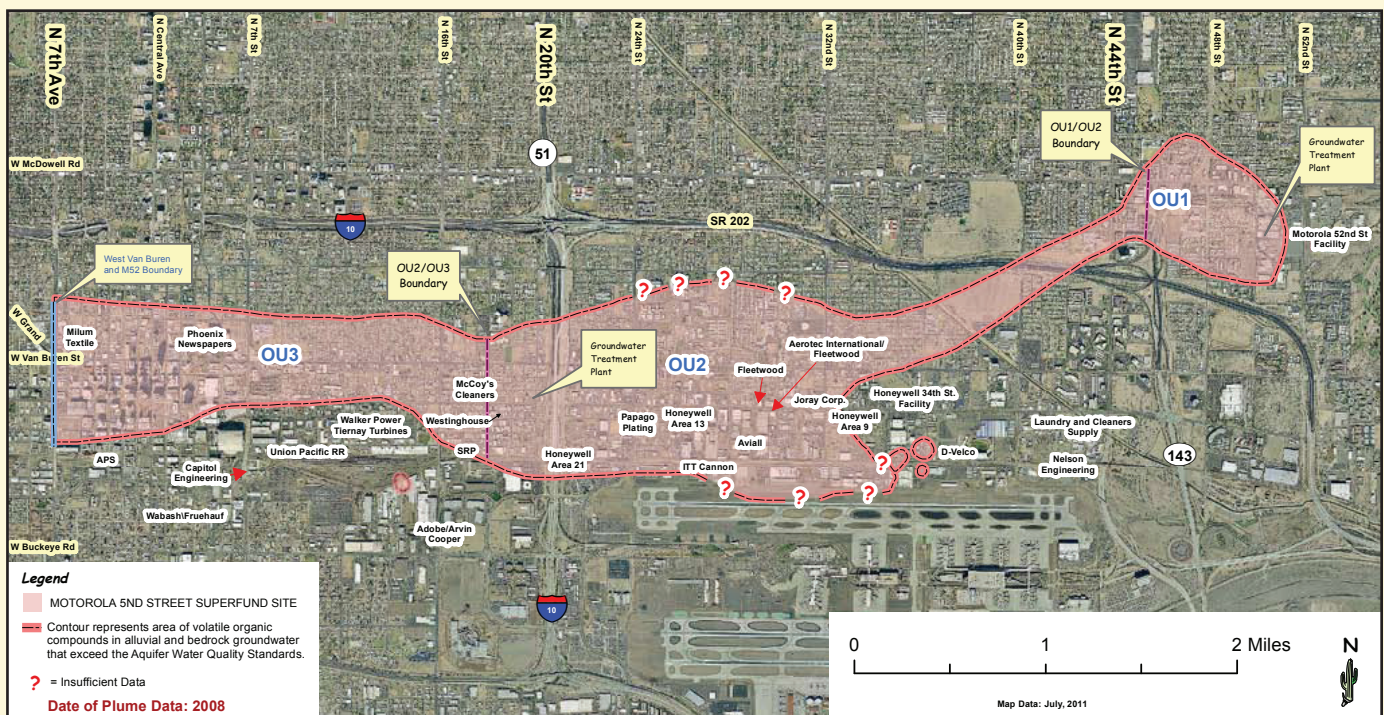 N 7th Ave
N Central Ave
N 7th St
N 16th St
N 20th St
N 24th St
N 32nd St
N 40th St
N 44th St
N 48th St
N 52nd St
W McDowell Rd
51
10
SR 202
OU1/OU2
Boundary
Groundwater
Treatment
Plant
OU1
Motorola 52nd St
Facility
West Van Buren
and M52 Boundary
OU2/OU3
Boundary
? ? ? ?
W Grand
Milum
Textile
Phoenix
Newspapers
W Van Buren St
OU3
Groundwater
Treatment
Plant
OU2
Aerotec International/
Fleetwood
Fleetwood
McCoy's
Cleaners
Westinghouse
Joray Corp.
Honeywell 34th St.
Facility
Papago
Plating
Honeywell
Area 13
Honeywell
Area 9
Walker Power
Tiernay Turbines
Aviall
Laundry and Cleaners
Supply
APS
Capitol
Engineering
Union Pacific RR
SRP
Honeywell
Area 21
ITT Cannon
D-Velco
Nelson
Engineering
143
? ? ? ?
Wabash\Fruehauf
Adobe/Arvin
Cooper
W Buckeye Rd
10
Legend
MOTOROLA 5ND STREET SUPERFUND SITE
Contour represents area of volatile organic
compounds in alluvial and bedrock groundwater
that exceed the Aquifer Water Quality Standards.
? = Insufficient Data
Date of Plume Data: 2008
0 1 2 Miles
N
Map Data: July, 2011